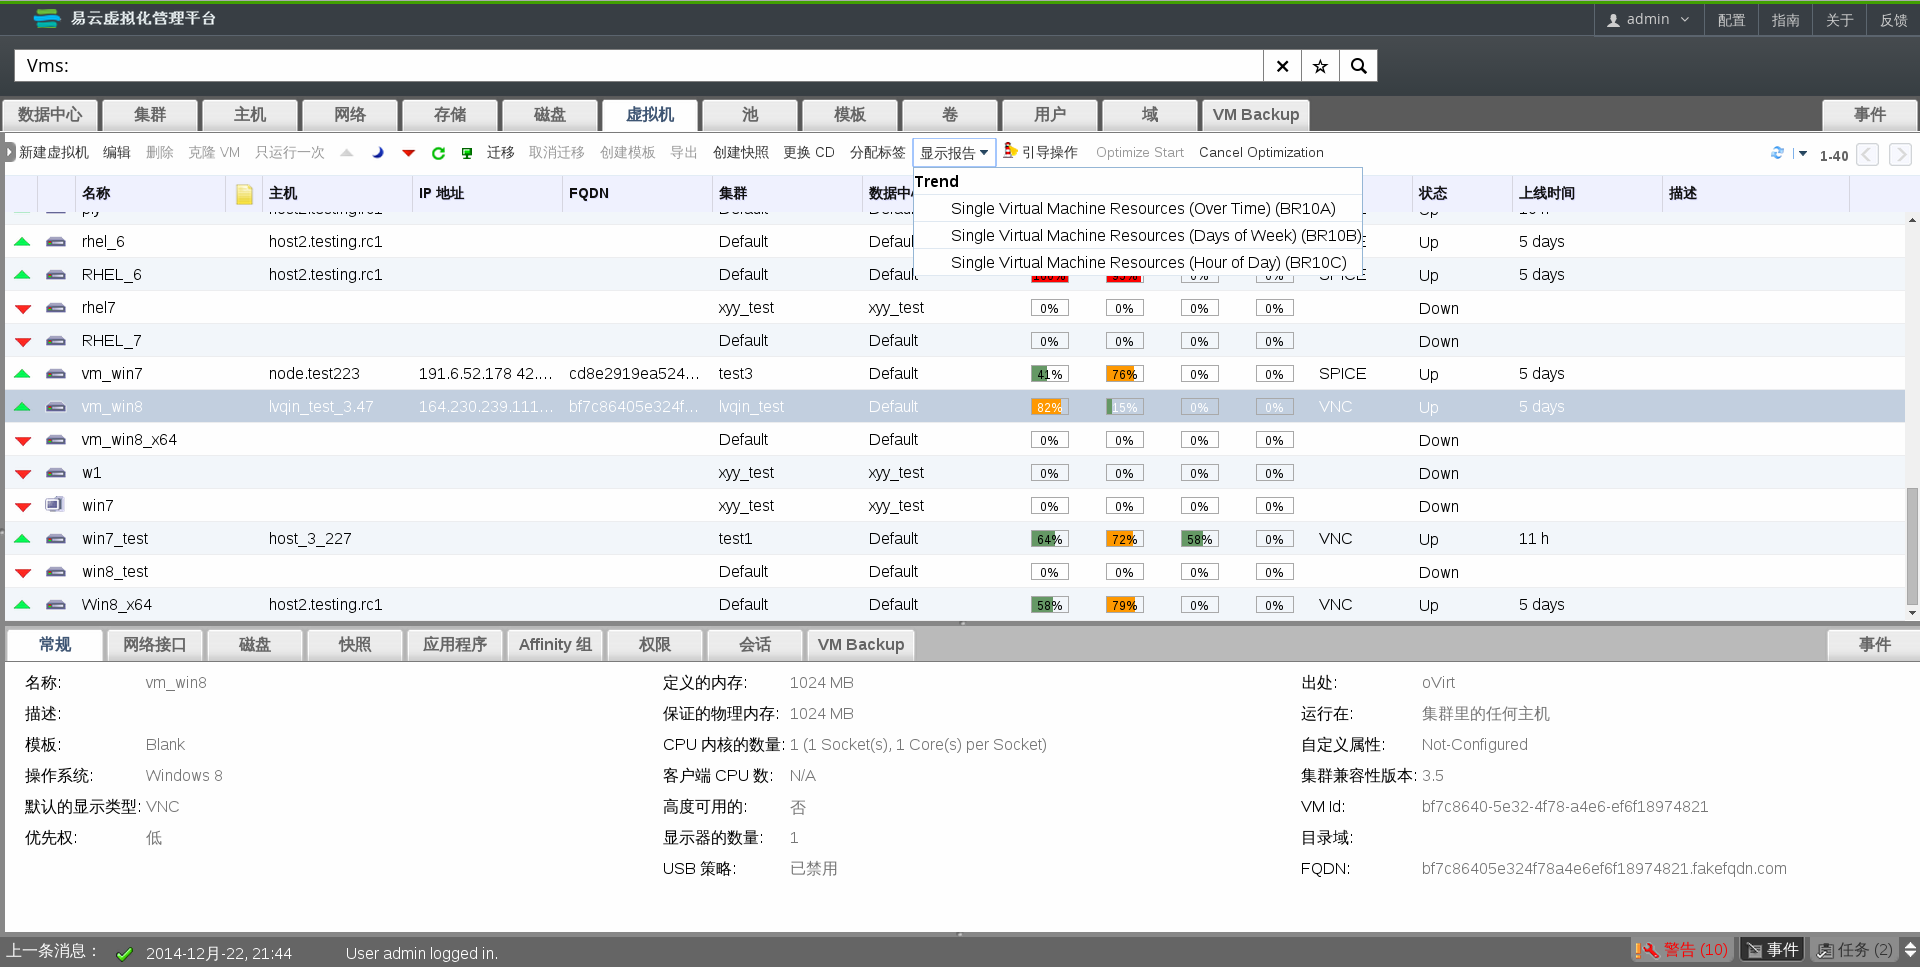 易云虚拟化管理平台 admin 配置 指南 关于 反馈
Vms:
数据中心 集群 主机 网络 存储 磁盘 虚拟机 池 模板 卷 用户 域 VM Backup 事件
新建虚拟机 编辑 删除 克隆 VM 只运行一次 迁移 取消迁移 创建模板 导出 创建快照 更换 CD 分配标签 显示报告 引导操作 Optimize Start Cancel Optimization 1-40
Trend
Single Virtual Machine Resources (Over Time) (BR10A)
Single Virtual Machine Resources (Days of Week) (BR10B)
Single Virtual Machine Resources (Hour of Day) (BR10C)
名称 主机 IP 地址 FQDN 集群 数据中 状态 上线时间 描述
rhel_6 host2.testing.rc1 Default Default Up 5 days
RHEL_6 host2.testing.rc1 Default Default 100% 95% 0% 0% SPICE Up 5 days
rhel7 xyy_test xyy_test 0% 0% 0% 0% Down
RHEL_7 Default Default 0% 0% 0% 0% Down
vm_win7 node.test223 191.6.52.178 42.... cd8e2919ea524... test3 Default 41% 76% 0% 0% SPICE Up 5 days
vm_win8 lvqin_test_3.47 164.230.239.111... bf7c86405e324f... lvqin_test Default 82% 15% 0% 0% VNC Up 5 days
vm_win8_x64 Default Default 0% 0% 0% 0% Down
w1 xyy_test xyy_test 0% 0% 0% 0% Down
win7 xyy_test xyy_test 0% 0% 0% 0% Down
win7_test host_3_227 test1 Default 64% 72% 58% 0% VNC Up 11 h
win8_test Default Default 0% 0% 0% 0% Down
Win8_x64 host2.testing.rc1 Default Default 58% 79% 0% 0% VNC Up 5 days
常规 网络接口 磁盘 快照 应用程序 Affinity 组 权限 会话 VM Backup 事件
名称: vm_win8 定义的内存: 1024 MB 出处: oVirt
描述: 保证的物理内存: 1024 MB 运行在: 集群里的任何主机
模板: Blank CPU 内核的数量: 1 (1 Socket(s), 1 Core(s) per Socket) 自定义属性: Not-Configured
操作系统: Windows 8 客户端 CPU 数: N/A 集群兼容性版本: 3.5
默认的显示类型: VNC 高度可用的: 否 VM Id: bf7c8640-5e32-4f78-a4e6-ef6f18974821
优先权: 低 显示器的数量: 1 目录域:
USB 策略: 已禁用 FQDN: bf7c86405e324f78a4e6ef6f18974821.fakefqdn.com
上一条消息： 2014-12月-22, 21:44 User admin logged in. 警告 (10) 事件 任务 (2)